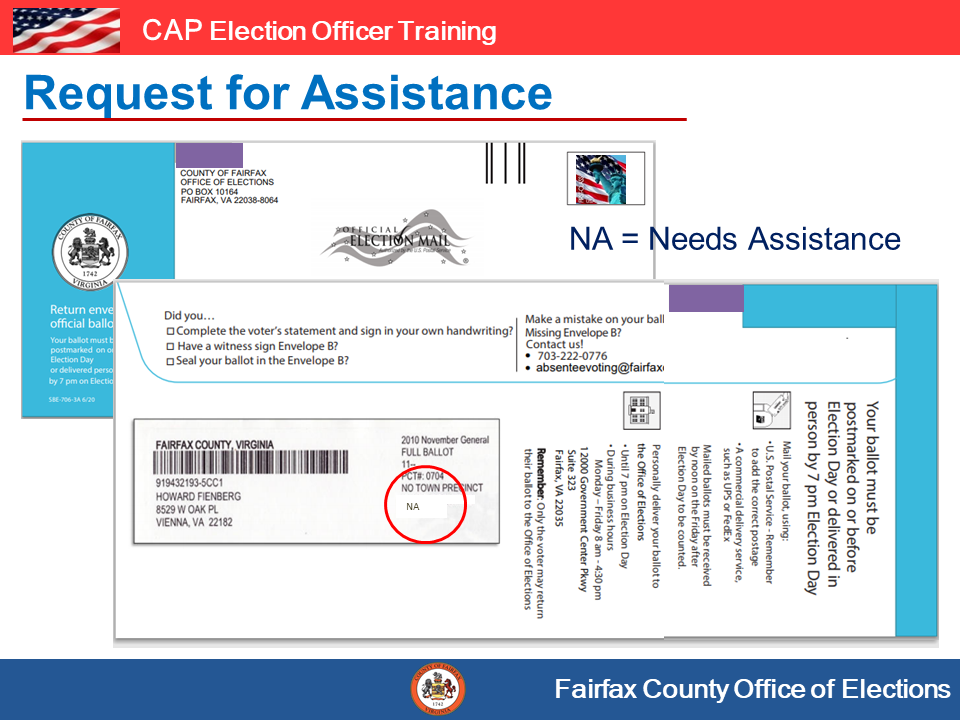 CAP Election Officer Training
Request for Assistance
COUNTY OF FAIRFAX
OFFICE OF ELECTIONS
PO BOX 10164
FAIRFAX, VA 22038-8064
OFFICIAL
ELECTION MAIL
Authorized by the U.S. Postal Service
NA = Needs Assistance
COUNTY OF FAIRFAX
1742
VIRGINIA
Return enve
official ballo
Your ballot must b
postmarked on o
Election Day
or delivered perso
by 7 pm on Electio
SBE-706-3A 6/20
Did you…
Complete the voter's statement and sign in your own handwriting?
Have a witness sign Envelope B?
Seal your ballot in the Envelope B?
Make a mistake on your ball
Missing Envelope B?
Contact us!
• 703-222-0776
• absenteevoting@fairfaxc
FAIRFAX COUNTY, VIRGINIA
919432193-5CC1
HOWARD FIENBERG
8529 W OAK PL
VIENNA, VA 22182
2010 November General
FULL BALLOT
11--
PCT#: 0704
NO TOWN PRECINCT
NA
Your ballot must be
postmarked on or before
Election Day or delivered in
person by 7 pm Election Day
Mail your ballot, using:
• U.S. Postal Service - Remember
to add the correct postage
• A commercial delivery service,
such as UPS or FedEx
Mailed ballots must be received
by noon on the Friday after
Election Day to be counted.
Personally deliver your ballot to
the Office of Elections
• Until 7 pm on Election Day
• During business hours
Monday – Friday 8 am - 4:30 pm
12000 Government Center Pkwy
Suite 323
Fairfax, VA 22035
Remember: Only the voter may return
their ballot to the Office of Elections
Fairfax County Office of Elections